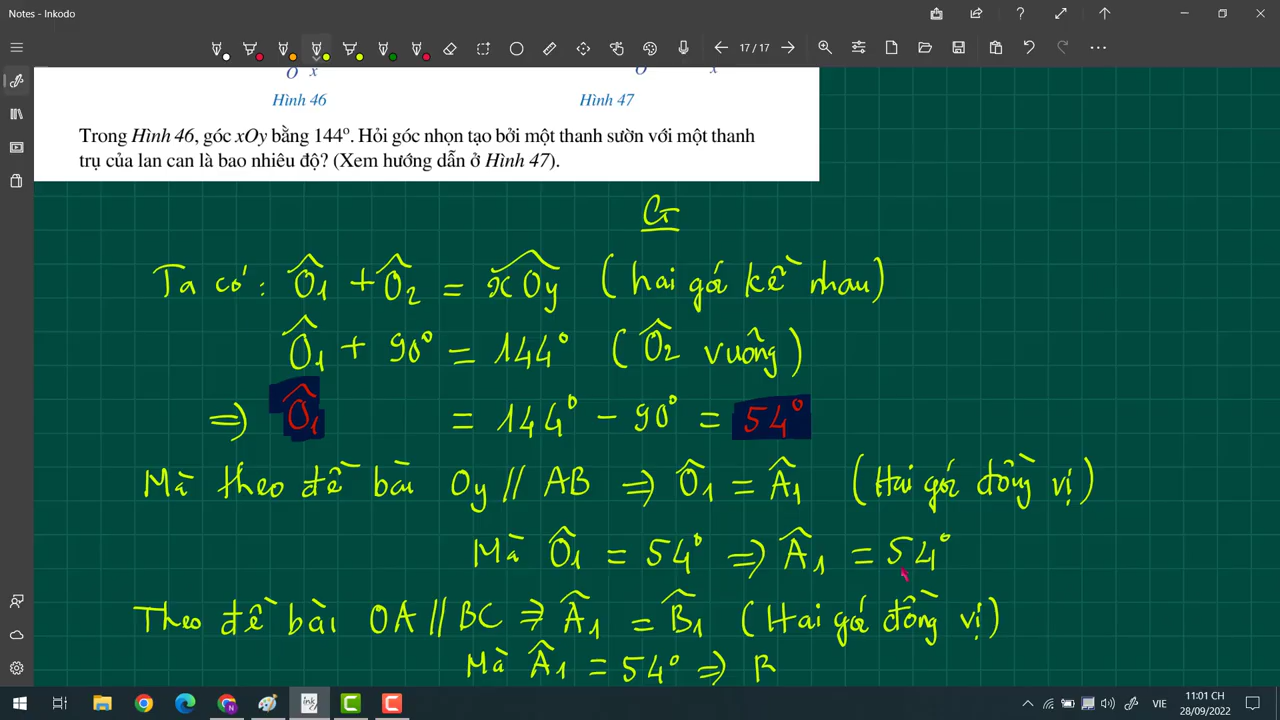 Notes - Inkodo
17/17
O x
O x
Hình 46 Hình 47
Trong Hình 46, góc xOy bằng 144°. Hỏi góc nhọn tạo bởi một thanh sườn với một thanh
trụ của lan can là bao nhiêu độ? (Xem hướng dẫn ở Hình 47).
G
Ta có: Ô1 + Ô2 = xOy (hai góc kề nhau)
Ô1 + 90° = 144° (Ô2 vuông)
=> Ô1 = 144° - 90° = 54°
Mà theo đề bài Oy // AB => Ô1 = Â1 (Hai góc đồng vị)
Mà Ô1 = 54° => Â1 = 54°
Theo đề bài OA // BC => Â1 = B̂1 (Hai góc đồng vị)
Mà Â1 = 54° => B
VIE
11:01 CH
28/09/2022